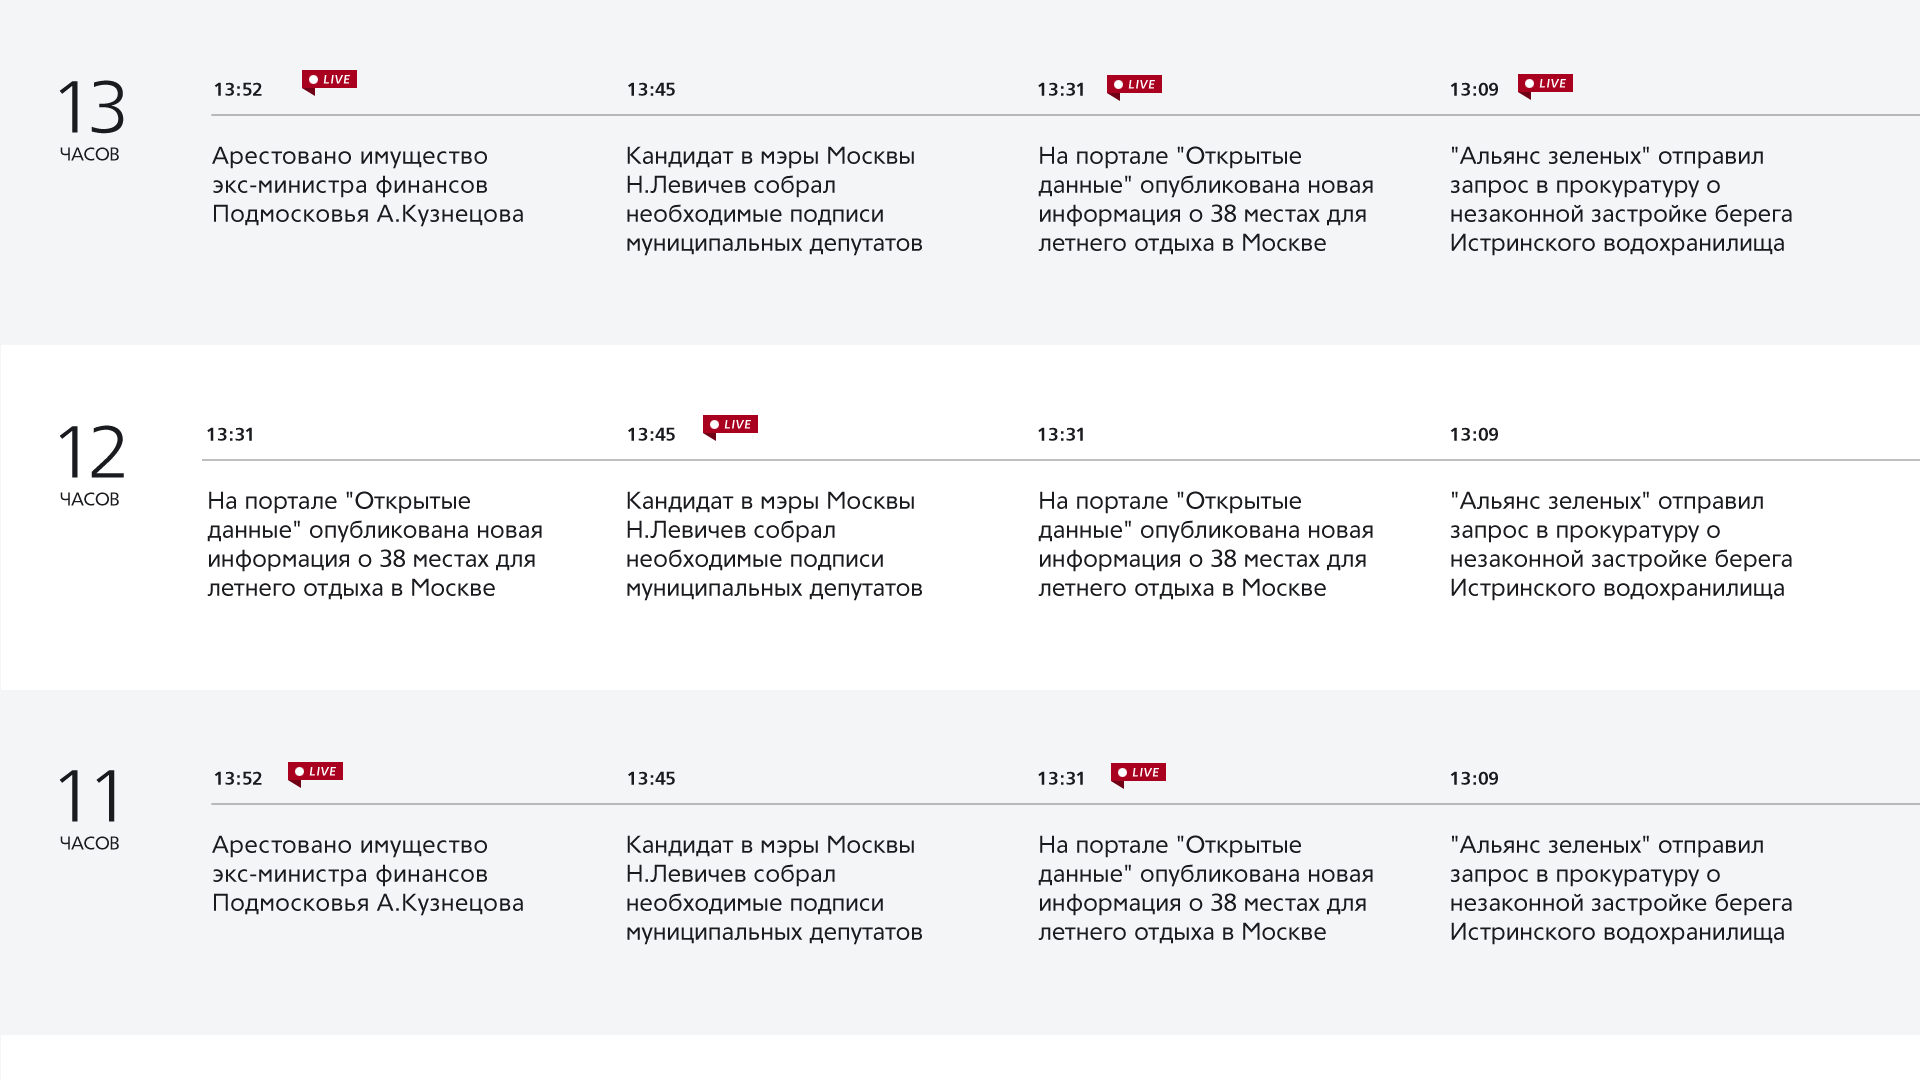 13
ЧАСОВ
13:52 LIVE
Арестовано имущество
экс-министра финансов
Подмосковья А.Кузнецова
13:45
Кандидат в мэры Москвы
Н.Левичев собрал
необходимые подписи
муниципальных депутатов
13:31 LIVE
На портале "Открытые
данные" опубликована новая
информация о 38 местах для
летнего отдыха в Москве
13:09 LIVE
"Альянс зеленых" отправил
запрос в прокуратуру о
незаконной застройке берега
Истринского водохранилища
12
ЧАСОВ
13:31
На портале "Открытые
данные" опубликована новая
информация о 38 местах для
летнего отдыха в Москве
13:45 LIVE
Кандидат в мэры Москвы
Н.Левичев собрал
необходимые подписи
муниципальных депутатов
13:31
На портале "Открытые
данные" опубликована новая
информация о 38 местах для
летнего отдыха в Москве
13:09
"Альянс зеленых" отправил
запрос в прокуратуру о
незаконной застройке берега
Истринского водохранилища
11
ЧАСОВ
13:52 LIVE
Арестовано имущество
экс-министра финансов
Подмосковья А.Кузнецова
13:45
Кандидат в мэры Москвы
Н.Левичев собрал
необходимые подписи
муниципальных депутатов
13:31 LIVE
На портале "Открытые
данные" опубликована новая
информация о 38 местах для
летнего отдыха в Москве
13:09
"Альянс зеленых" отправил
запрос в прокуратуру о
незаконной застройке берега
Истринского водохранилища